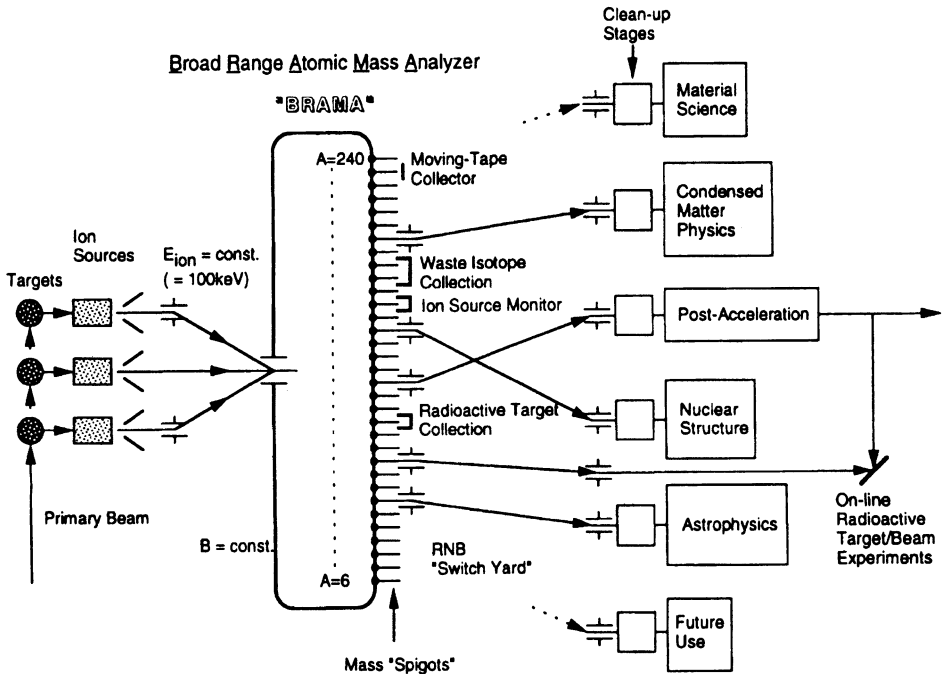 Broad Range Atomic Mass Analyzer
"BRAMA"
Clean-up
Stages
Material
Science
A=240
Moving-Tape
Collector
Condensed
Matter
Physics
Ion
Sources
E_ion = const.
( = 100keV)
Targets
Waste Isotope
Collection
Ion Source Monitor
Post-Acceleration
Radioactive Target
Collection
Nuclear
Structure
Primary Beam
B = const.
A=6
RNB
"Switch Yard"
Astrophysics
On-line
Radioactive
Target/Beam
Experiments
Mass "Spigots"
Future
Use